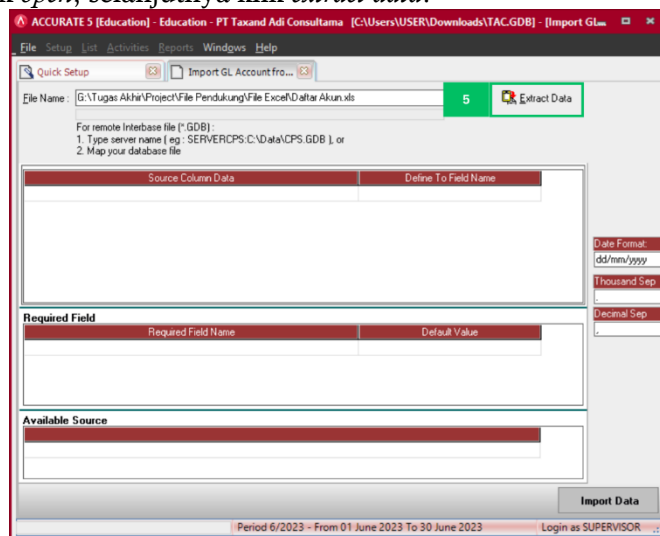 open, selanjutnya klik extract data.
ACCURATE 5 [Education] - Education - PT Taxand Adi Consultama [C:\Users\USER\Downloads\TAC.GDB] - [Import GL
File Setup List Activities Reports Windows Help
Quick Setup Import GL Account fro...
File Name : G:\Tugas Akhir\Project\File Pendukung\File Excel\Daftar Akun.xls 5 Extract Data
For remote Interbase file (*.GDB) :
1. Type server name ( eg : SERVERCPS:C:\Data\CPS.GDB ), or
2. Map your database file
Source Column Data Define To Field Name
Date Format:
dd/mm/yyyy
Thousand Sep
.
Decimal Sep
,
Required Field
Required Field Name Default Value
Available Source
Import Data
Period 6/2023 - From 01 June 2023 To 30 June 2023 Login as SUPERVISOR